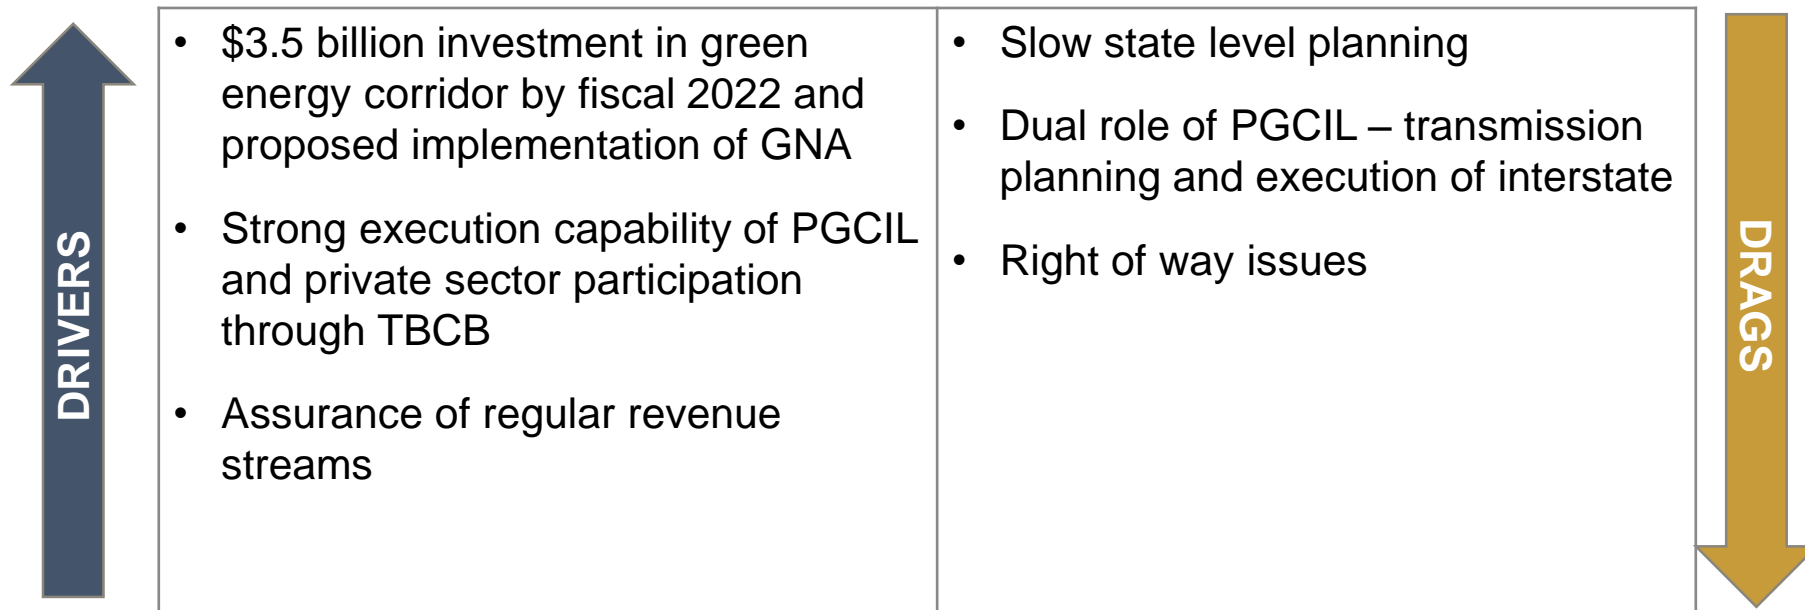 DRIVERS
• $3.5 billion investment in green
energy corridor by fiscal 2022 and
proposed implementation of GNA
• Strong execution capability of PGCIL
and private sector participation
through TBCB
• Assurance of regular revenue
streams
• Slow state level planning
• Dual role of PGCIL – transmission
planning and execution of interstate
• Right of way issues
DRAGS